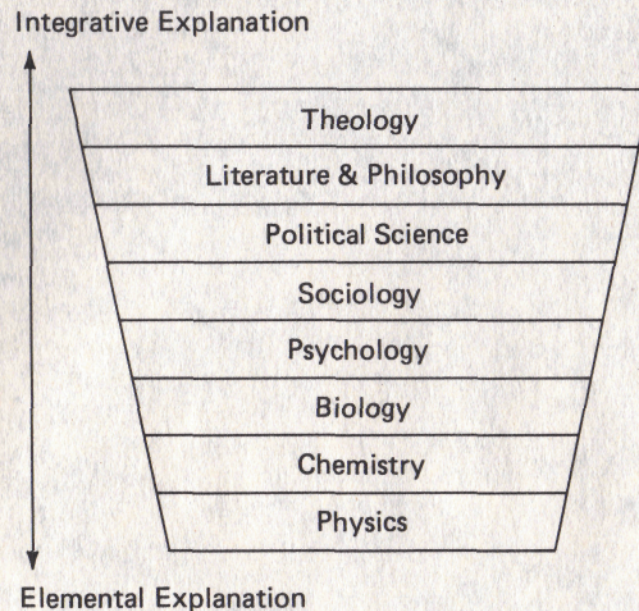 Integrative Explanation
Theology
Literature & Philosophy
Political Science
Sociology
Psychology
Biology
Chemistry
Physics
Elemental Explanation